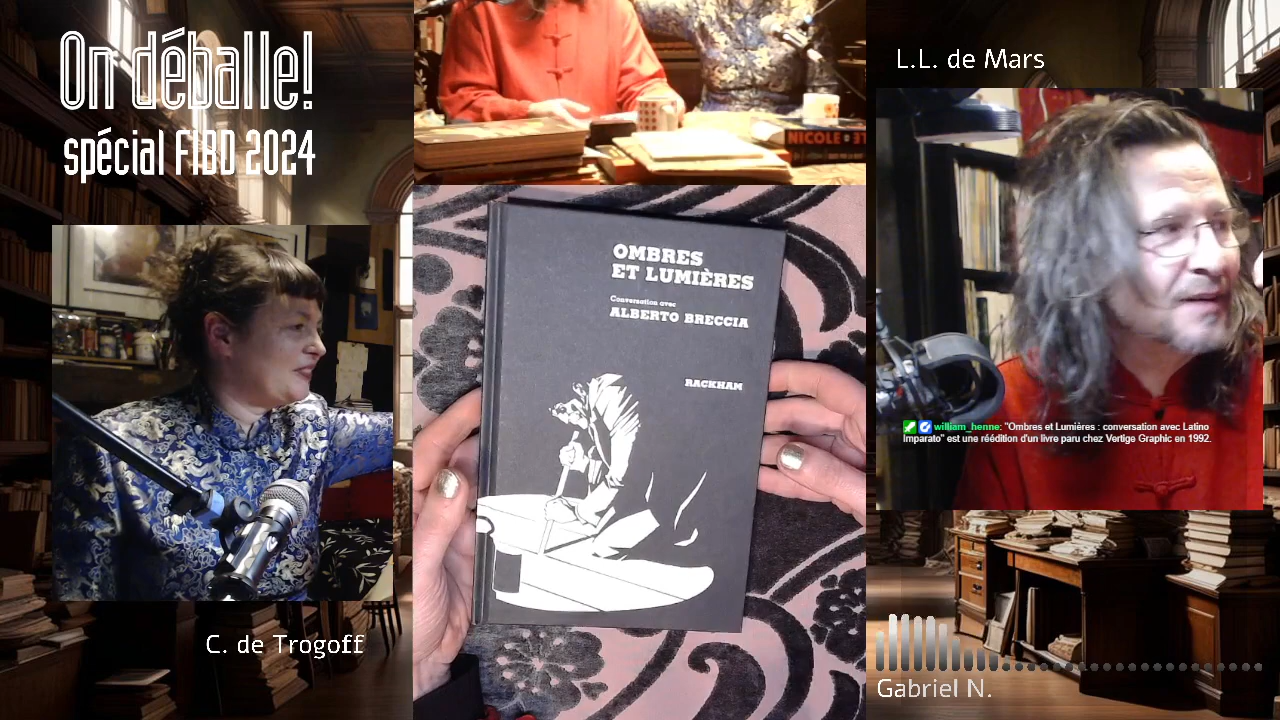 On déballe!
spécial FIBD 2024
L.L. de Mars
NICOLE
OMBRES
ET LUMIÈRES
Conversation avec
ALBERTO BRECCIA
RACKHAM
william_henne: "Ombres et Lumières : conversation avec Latino
Imparato" est une réédition d'un livre paru chez Vertige Graphic en 1992.
C. de Trogoff
Gabriel N.